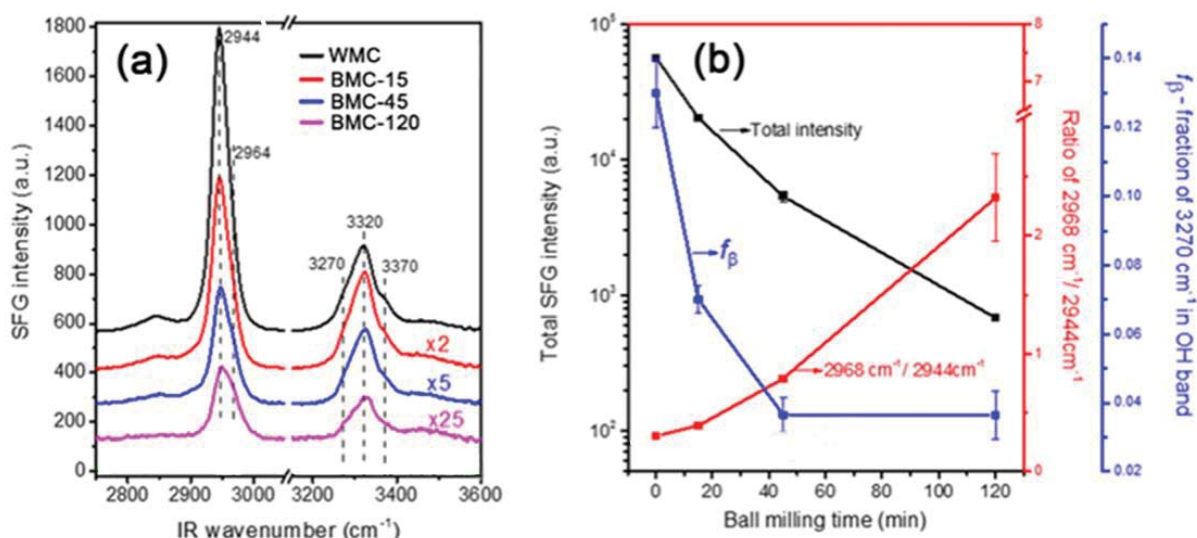 (a)
1800
1600
1400
1200
1000
800
600
400
200
0
SFG intensity (a.u.)
2944
2964
WMC
BMC-15
BMC-45
BMC-120
3320
3270
3370
x2
x5
x25
2800
2900
3000
3200
3400
3600
IR wavenumber (cm⁻¹)
(b)
10⁵
10⁴
10³
10²
Total SFG intensity (a.u.)
Total intensity
fβ
2968 cm⁻¹/ 2944cm⁻¹
0
20
40
60
80
100
120
Ball milling time (min)
8
7
2
1
0
Ratio of 2968 cm⁻¹/ 2944cm⁻¹
0.14
0.12
0.10
0.08
0.06
0.04
0.02
fβ- fraction of 3270 cm⁻¹ in OH band